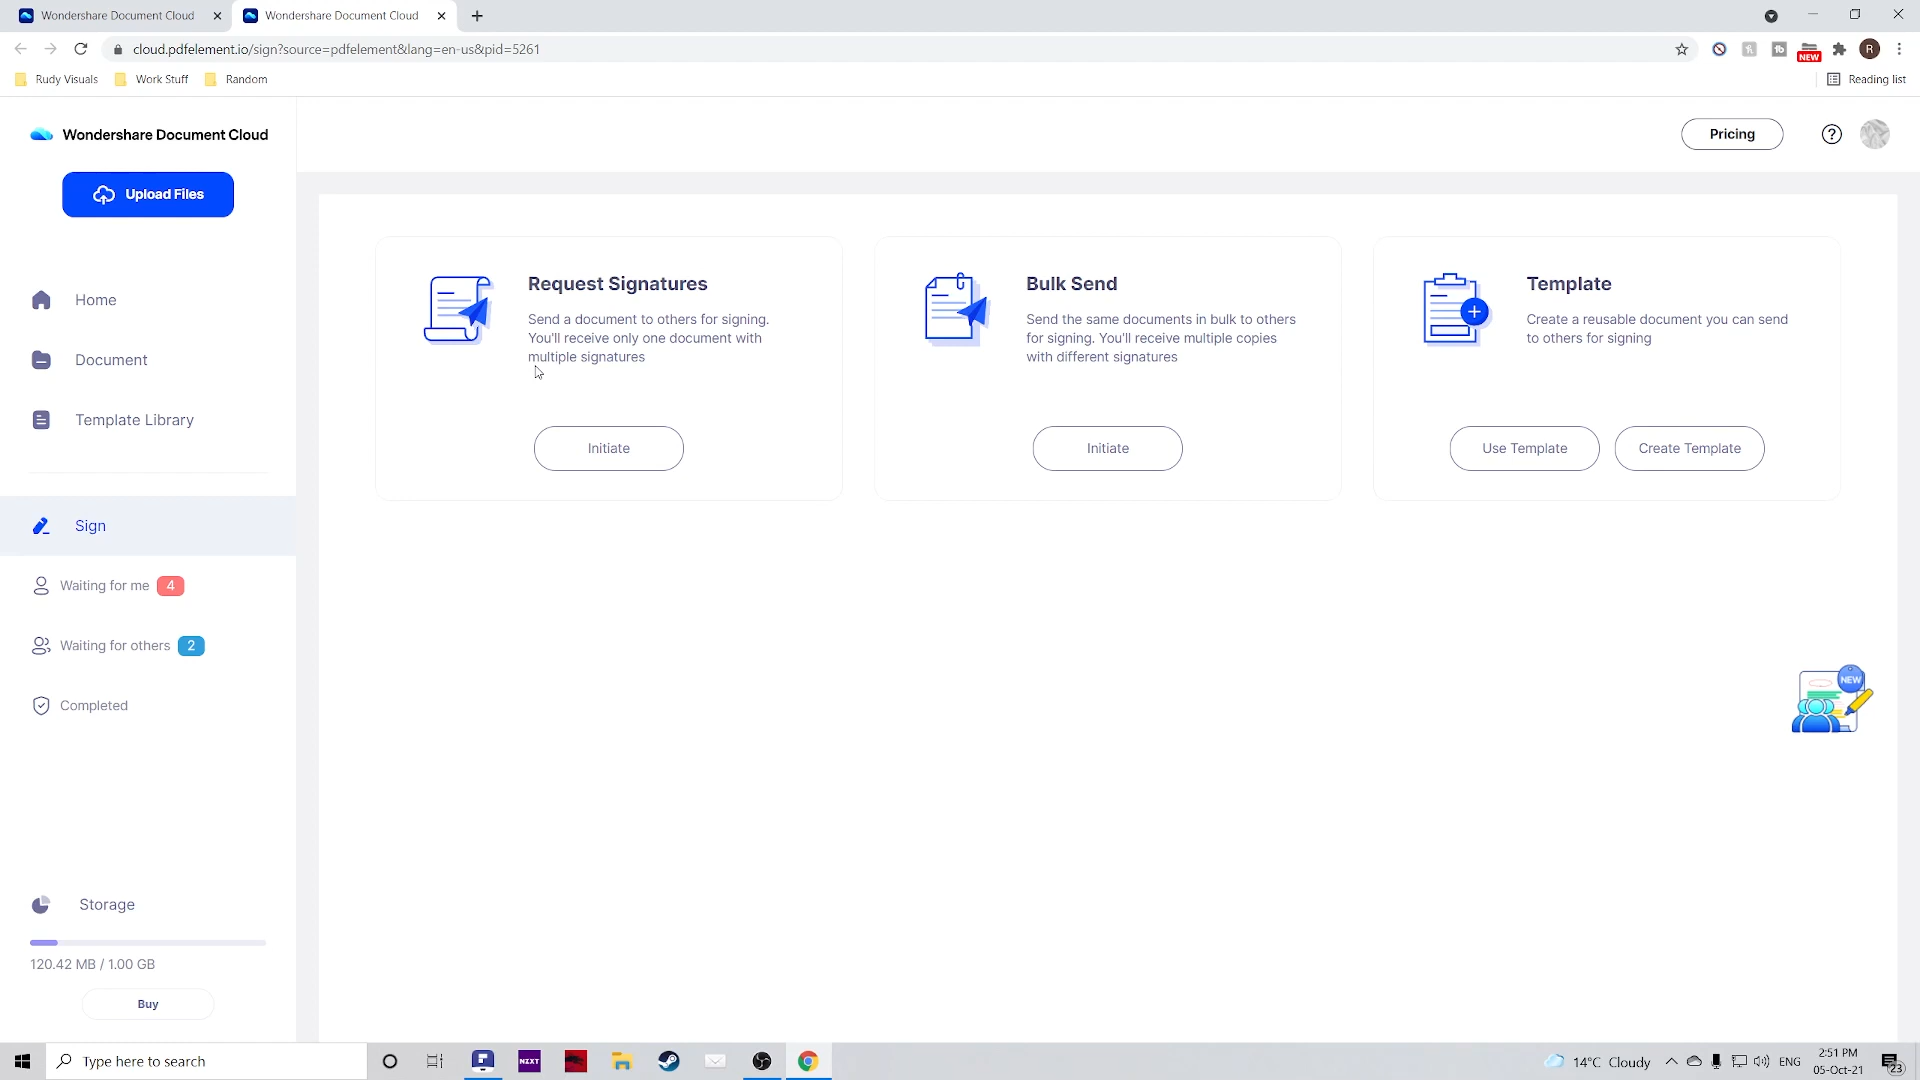 Wondershare Document Cloud
Wondershare Document Cloud
cloud.pdfelement.io/sign?source=pdfelement&lang=en-us&pid=5261
NEW
R
Rudy Visuals
Work Stuff
Random
Reading list
Wondershare Document Cloud
Pricing
?
Upload Files
Home
Document
Template Library
Sign
Waiting for me 4
Waiting for others 2
Completed
Storage
120.42 MB / 1.00 GB
Buy
Request Signatures
Send a document to others for signing.
You'll receive only one document with
multiple signatures
Initiate
Bulk Send
Send the same documents in bulk to others
for signing. You'll receive multiple copies
with different signatures
Initiate
Template
Create a reusable document you can send
to others for signing
Use Template
Create Template
NEW
Type here to search
NZXT
14°C Cloudy
ENG
2:51 PM
05-Oct-21
23